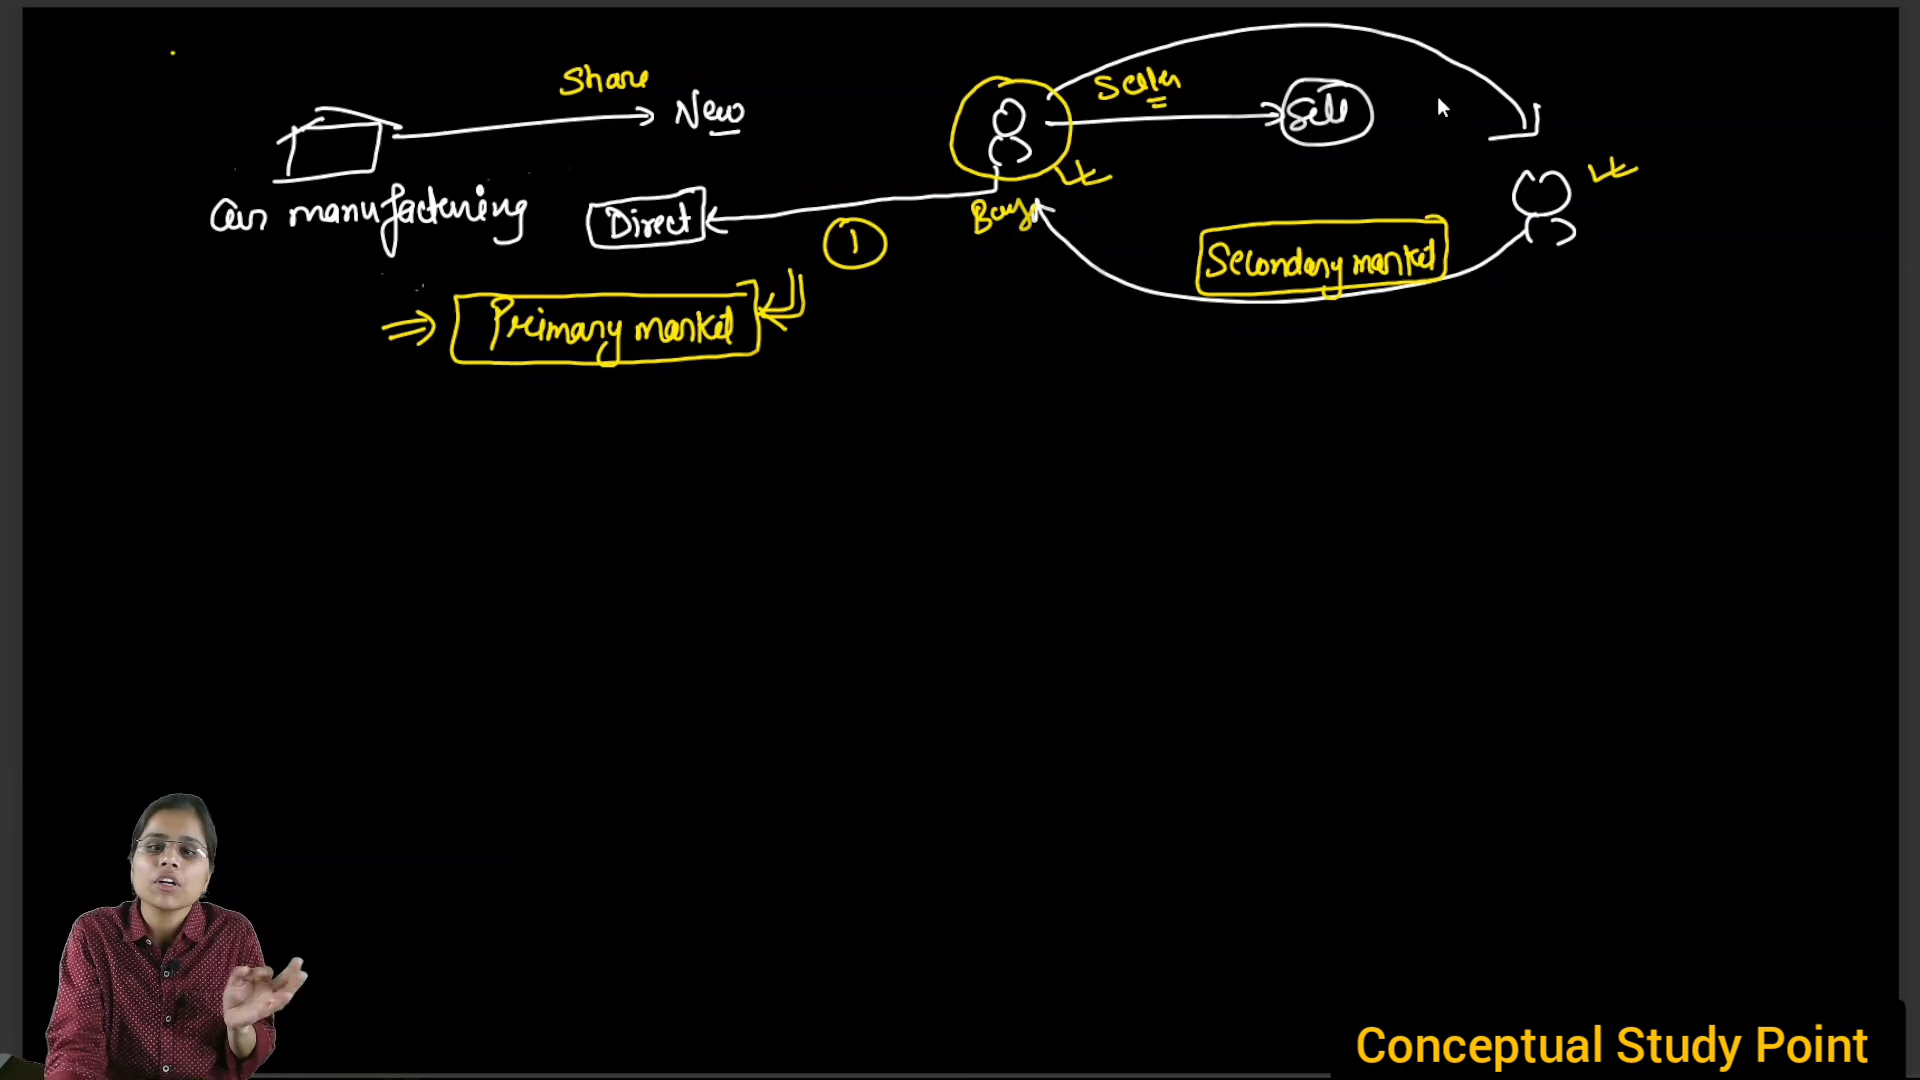 Share
New
Seller
Sell
Car manufacturing
Direct
Buyer
1
Secondary market
Primary market
Conceptual Study Point